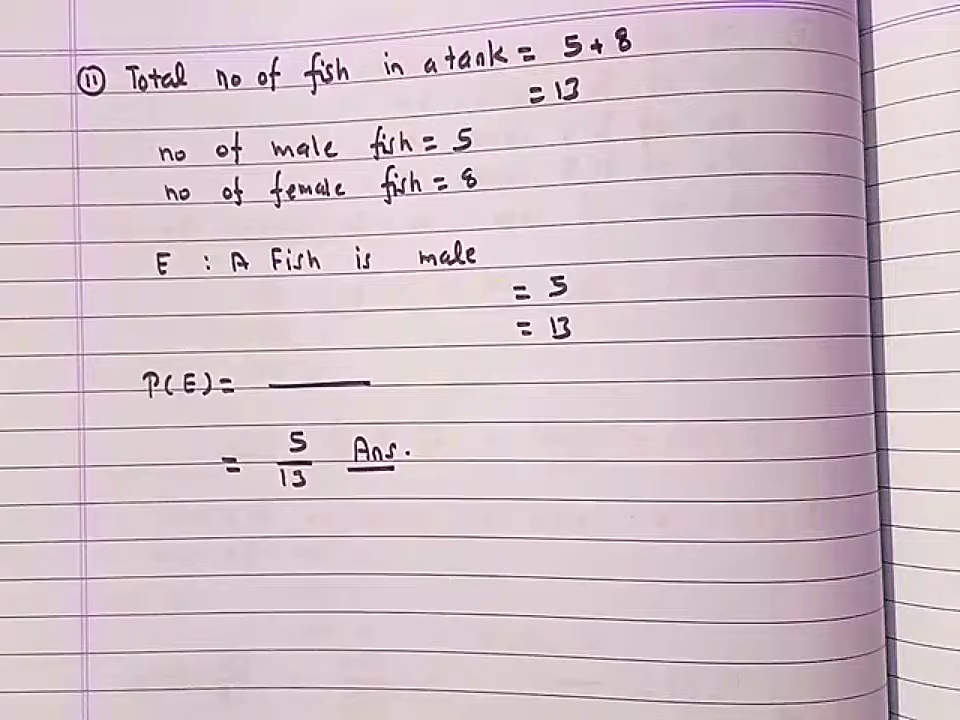 (11) Total no of fish in a tank = 5 + 8
= 13
no of male fish = 5
no of female fish = 8
E : A Fish is male
= 5
= 13
P(E) = ______
= 5/13 Ans.